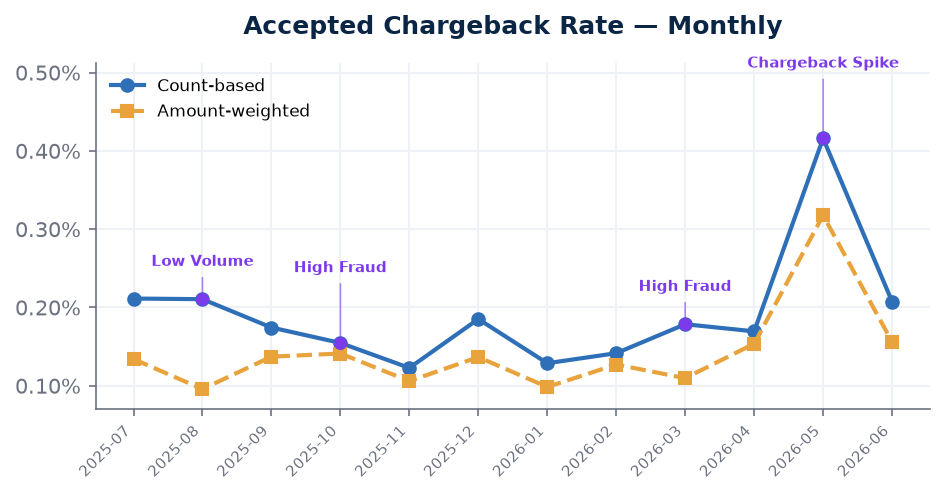 Accepted Chargeback Rate — Monthly
Chargeback Spike
0.50%
Count-based
Amount-weighted
0.40%
0.30%
Low Volume
High Fraud
High Fraud
0.20%
0.10%
2025-07
2025-08
2025-09
2025-10
2025-11
2025-12
2026-01
2026-02
2026-03
2026-04
2026-05
2026-06